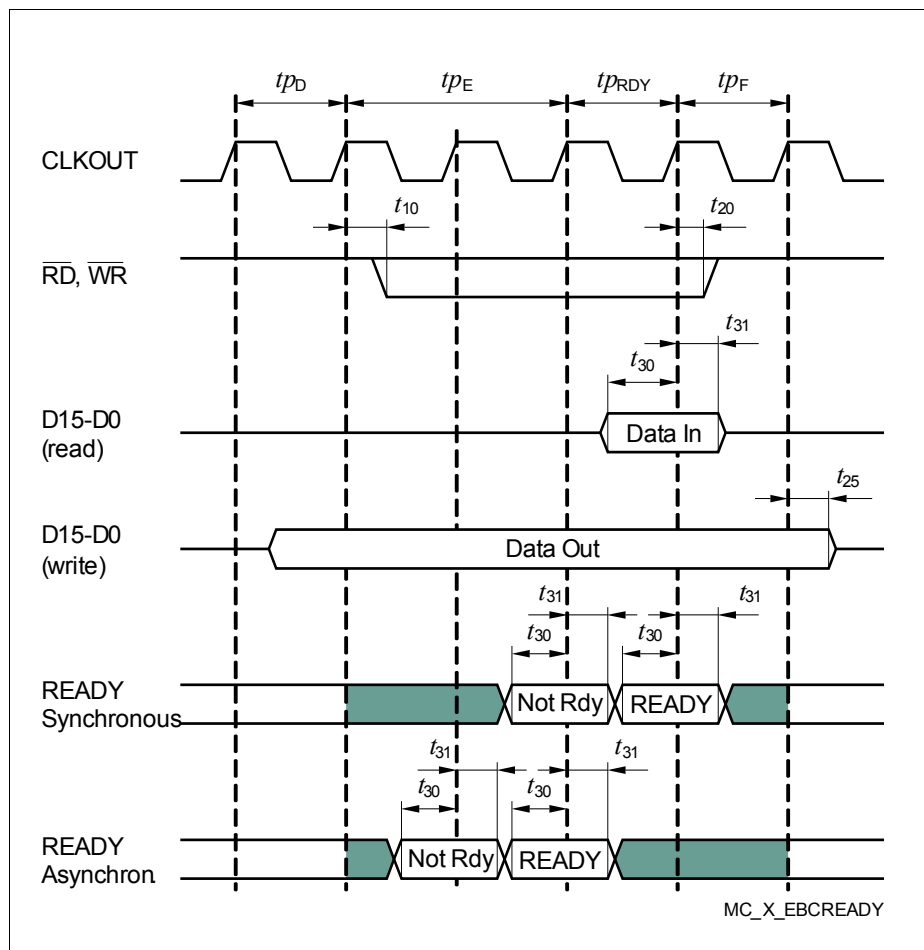 tpD tpE tpRDY tpF
CLKOUT
t10 t20
RD, WR
t31
t30
D15-D0
(read)
Data In
t25
D15-D0
(write)
Data Out
t31 t31
t30 t30
READY
Synchronous
Not Rdy READY
t31 t31
t30 t30
READY
Asynchron.
Not Rdy READY
MC_X_EBCREADY